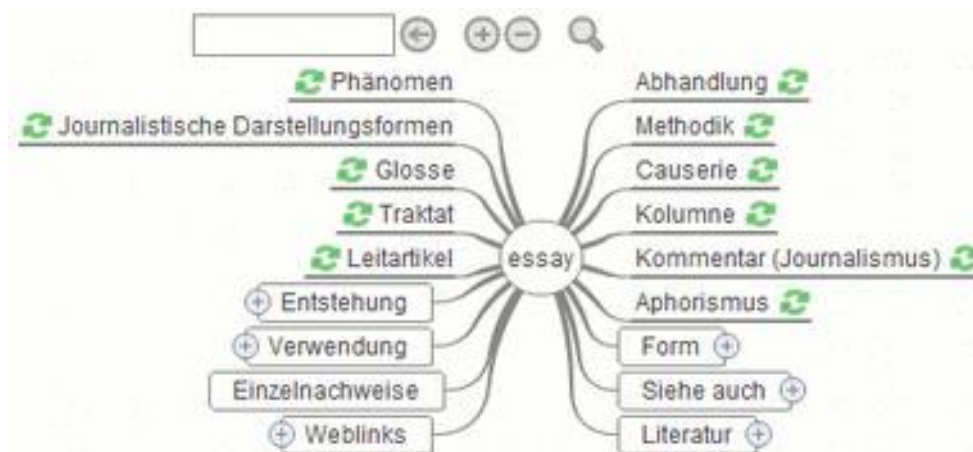 Phänomen
Journalistische Darstellungsformen
Glosse
Traktat
Leitartikel
Entstehung
Verwendung
Einzelnachweise
Weblinks
essay
Abhandlung
Methodik
Causerie
Kolumne
Kommentar (Journalismus)
Aphorismus
Form
Siehe auch
Literatur